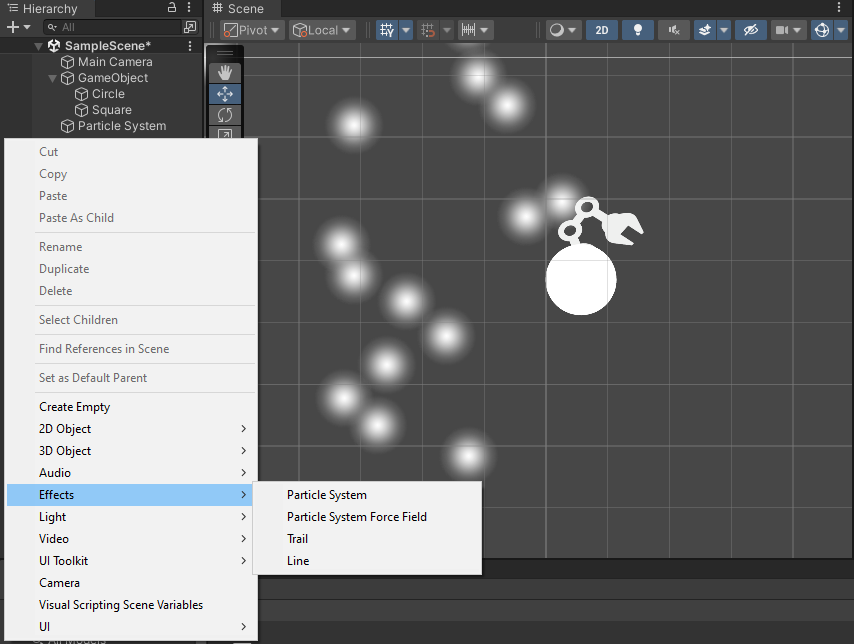 Hierarchy
All
SampleScene*
Main Camera
GameObject
Circle
Square
Particle System
Scene
Pivot
Local
2D
Cut
Copy
Paste
Paste As Child
Rename
Duplicate
Delete
Select Children
Find References in Scene
Set as Default Parent
Create Empty
2D Object
3D Object
Audio
Effects
Light
Video
UI Toolkit
Camera
Visual Scripting Scene Variables
UI
Particle System
Particle System Force Field
Trail
Line
All Models